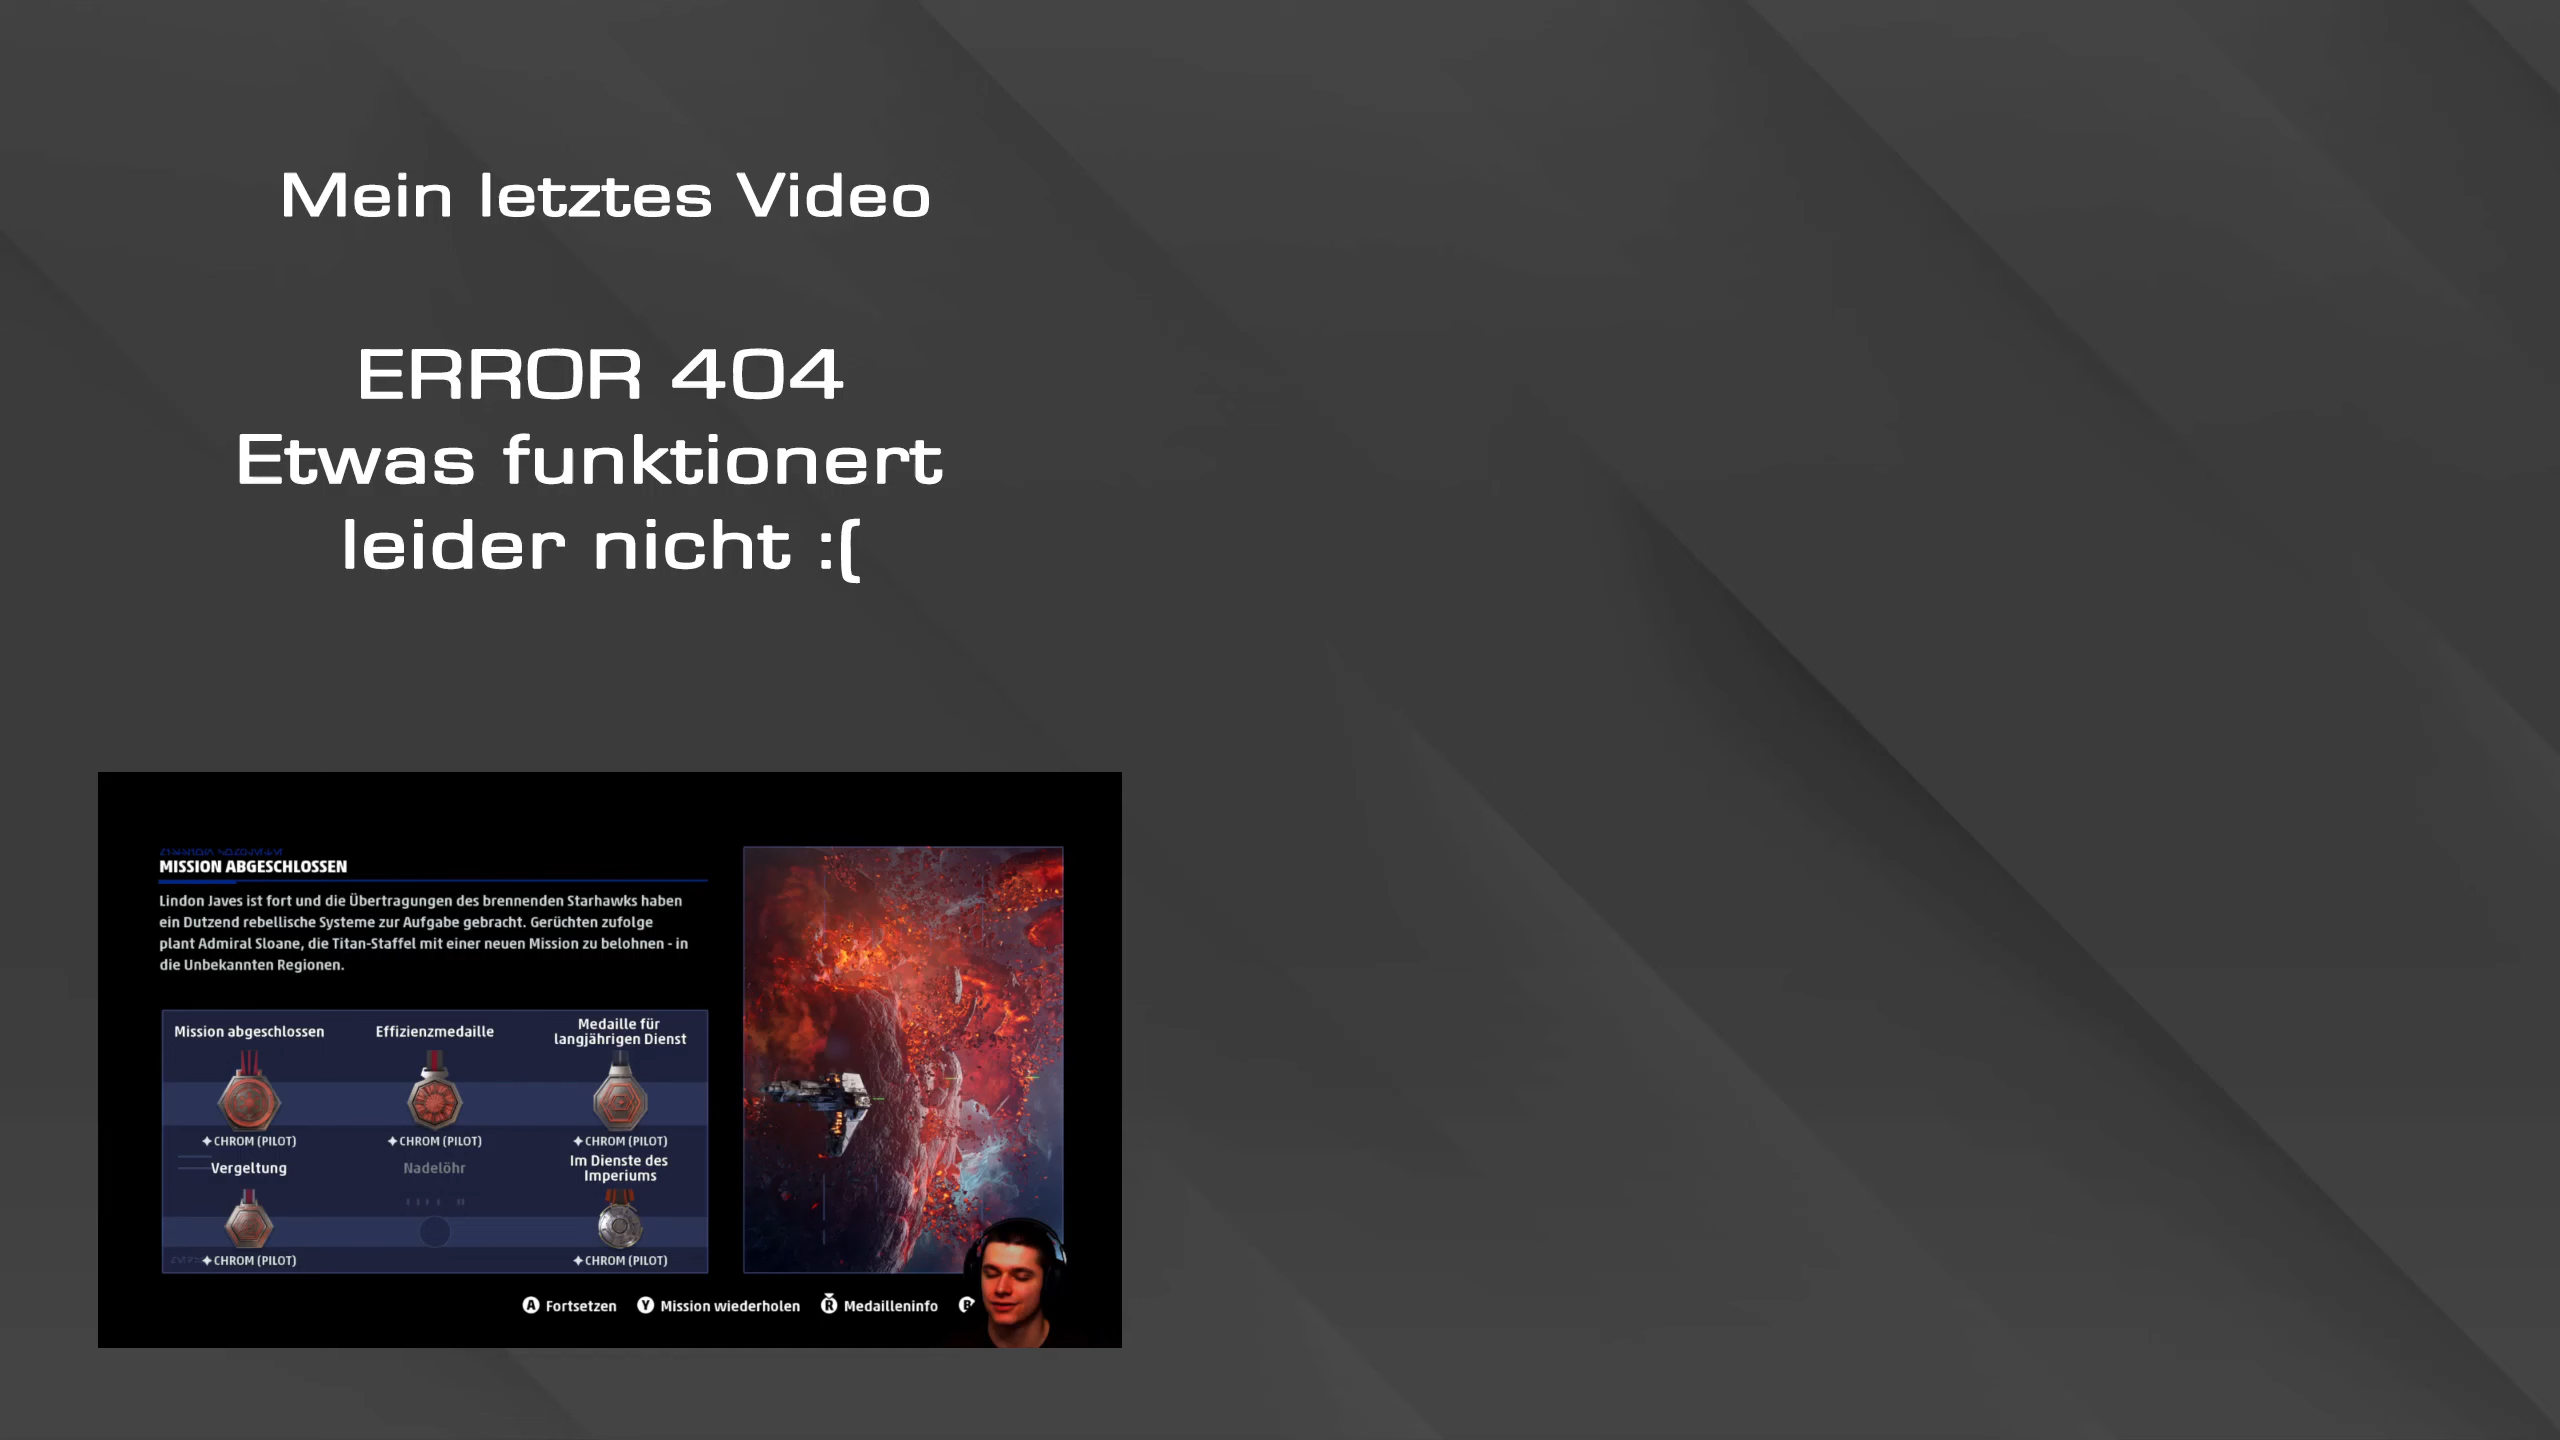 Mein letztes Video
ERROR 404
Etwas funktionert
leider nicht :(
MISSION ABGESCHLOSSEN
Lindon Javes ist fort und die Übertragungen des brennenden Starhawks haben
ein Dutzend rebellische Systeme zur Aufgabe gebracht. Gerüchten zufolge
plant Admiral Sloane, die Titan-Staffel mit einer neuen Mission zu belohnen - in
die Unbekannten Regionen.
Mission abgeschlossen
Effizienzmedaille
Medaille für
langjährigen Dienst
CHROM (PILOT)
CHROM (PILOT)
CHROM (PILOT)
Vergeltung
Nadelöhr
Im Dienste des
Imperiums
CHROM (PILOT)
CHROM (PILOT)
A Fortsetzen Y Mission wiederholen R Medailleninfo B